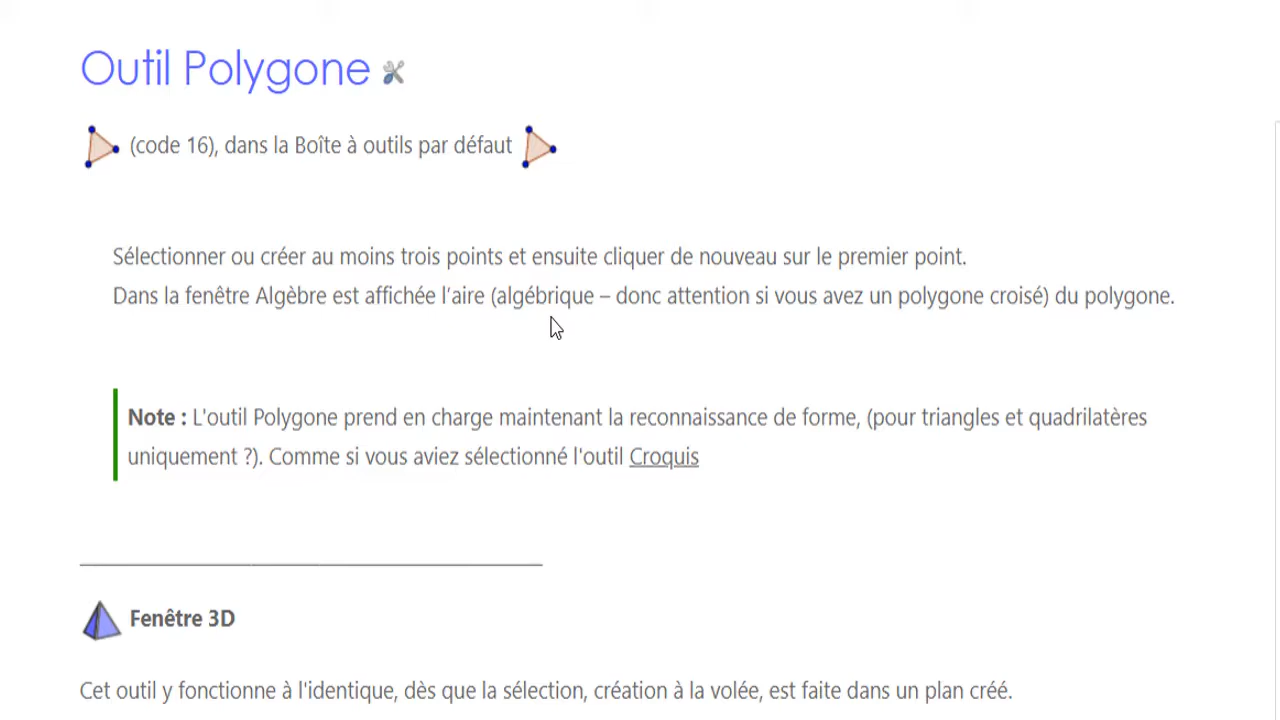 Outil Polygone
(code 16), dans la Boîte à outils par défaut
Sélectionner ou créer au moins trois points et ensuite cliquer de nouveau sur le premier point.
Dans la fenêtre Algèbre est affichée l’aire (algébrique – donc attention si vous avez un polygone croisé) du polygone.
Note : L'outil Polygone prend en charge maintenant la reconnaissance de forme, (pour triangles et quadrilatères
uniquement ?). Comme si vous aviez sélectionné l'outil Croquis
Fenêtre 3D
Cet outil y fonctionne à l'identique, dès que la sélection, création à la volée, est faite dans un plan créé.